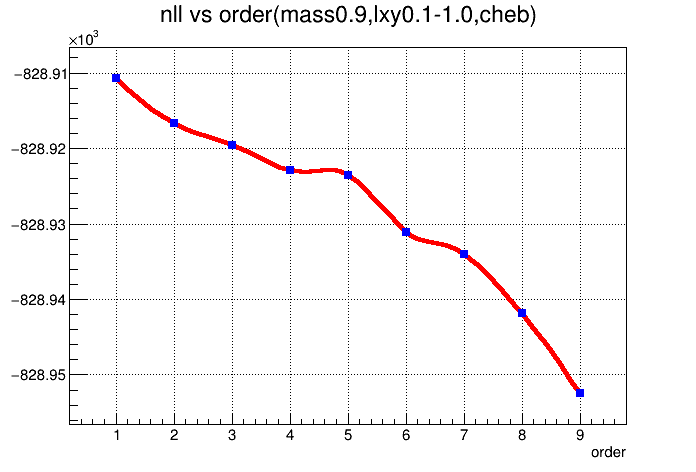 nll vs order(mass0.9,lxy0.1-1.0,cheb)
×10³
−828.91
−828.92
−828.93
−828.94
−828.95
1 2 3 4 5 6 7 8 9
order